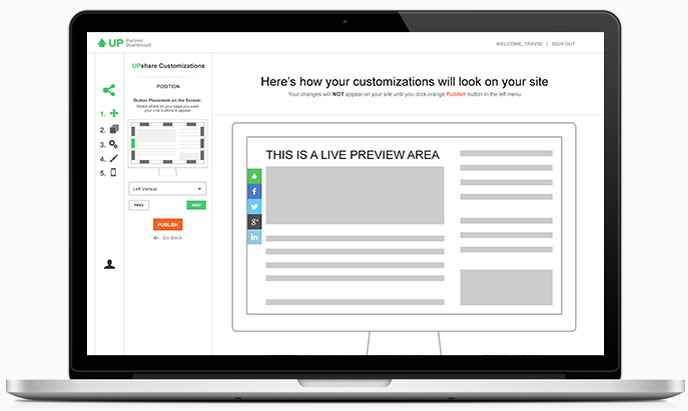 UP Partner Dashboard
WELCOME, TRAVIS! | SIGN OUT
UPshare Customizations
POSITION
Button Placement on the Screen:
Select where on your page you want
your vote buttons to appear
1.
2.
3.
4.
5.
Left Vertical
PREV
NEXT
PUBLISH
Go Back
Here's how your customizations will look on your site
Your changes will NOT appear on your site until you click orange Publish button in the left menu
THIS IS A LIVE PREVIEW AREA
f
g+
in